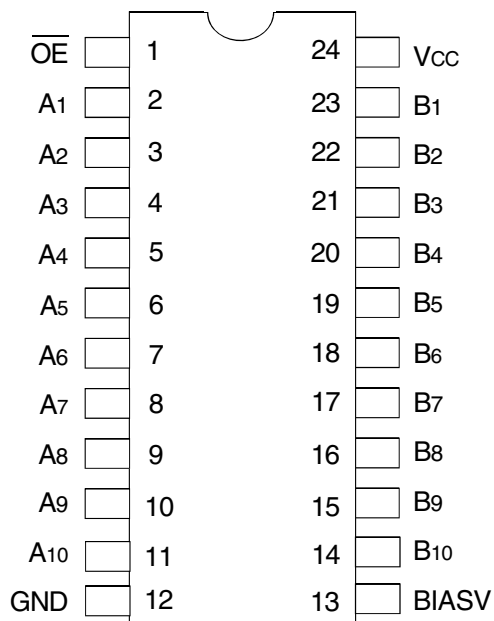 OE 1 24 VCC
A1 2 23 B1
A2 3 22 B2
A3 4 21 B3
A4 5 20 B4
A5 6 19 B5
A6 7 18 B6
A7 8 17 B7
A8 9 16 B8
A9 10 15 B9
A10 11 14 B10
GND 12 13 BIASV